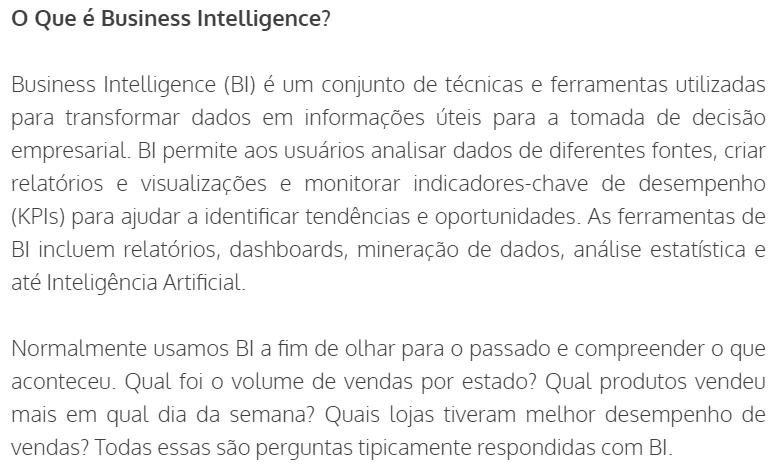 O Que é Business Intelligence?
Business Intelligence (BI) é um conjunto de técnicas e ferramentas utilizadas
para transformar dados em informações úteis para a tomada de decisão
empresarial. BI permite aos usuários analisar dados de diferentes fontes, criar
relatórios e visualizações e monitorar indicadores-chave de desempenho
(KPIs) para ajudar a identificar tendências e oportunidades. As ferramentas de
BI incluem relatórios, dashboards, mineração de dados, análise estatística e
até Inteligência Artificial.
Normalmente usamos BI a fim de olhar para o passado e compreender o que
aconteceu. Qual foi o volume de vendas por estado? Qual produtos vendeu
mais em qual dia da semana? Quais lojas tiveram melhor desempenho de
vendas? Todas essas são perguntas tipicamente respondidas com BI.